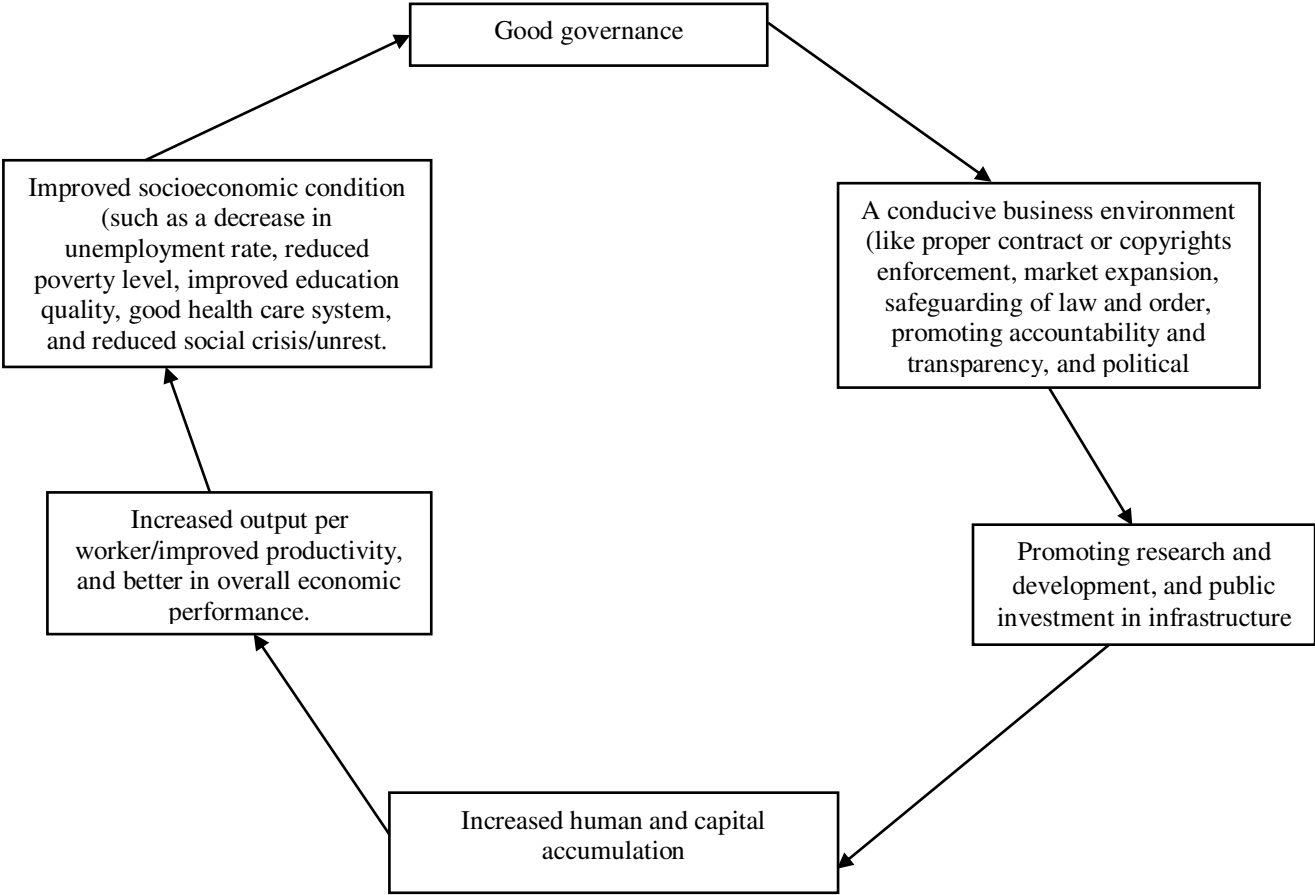 Good governance
A conducive business environment
(like proper contract or copyrights
enforcement, market expansion,
safeguarding of law and order,
promoting accountability and
transparency, and political
Promoting research and
development, and public
investment in infrastructure
Increased human and capital
accumulation
Increased output per
worker/improved productivity,
and better in overall economic
performance.
Improved socioeconomic condition
(such as a decrease in
unemployment rate, reduced
poverty level, improved education
quality, good health care system,
and reduced social crisis/unrest.